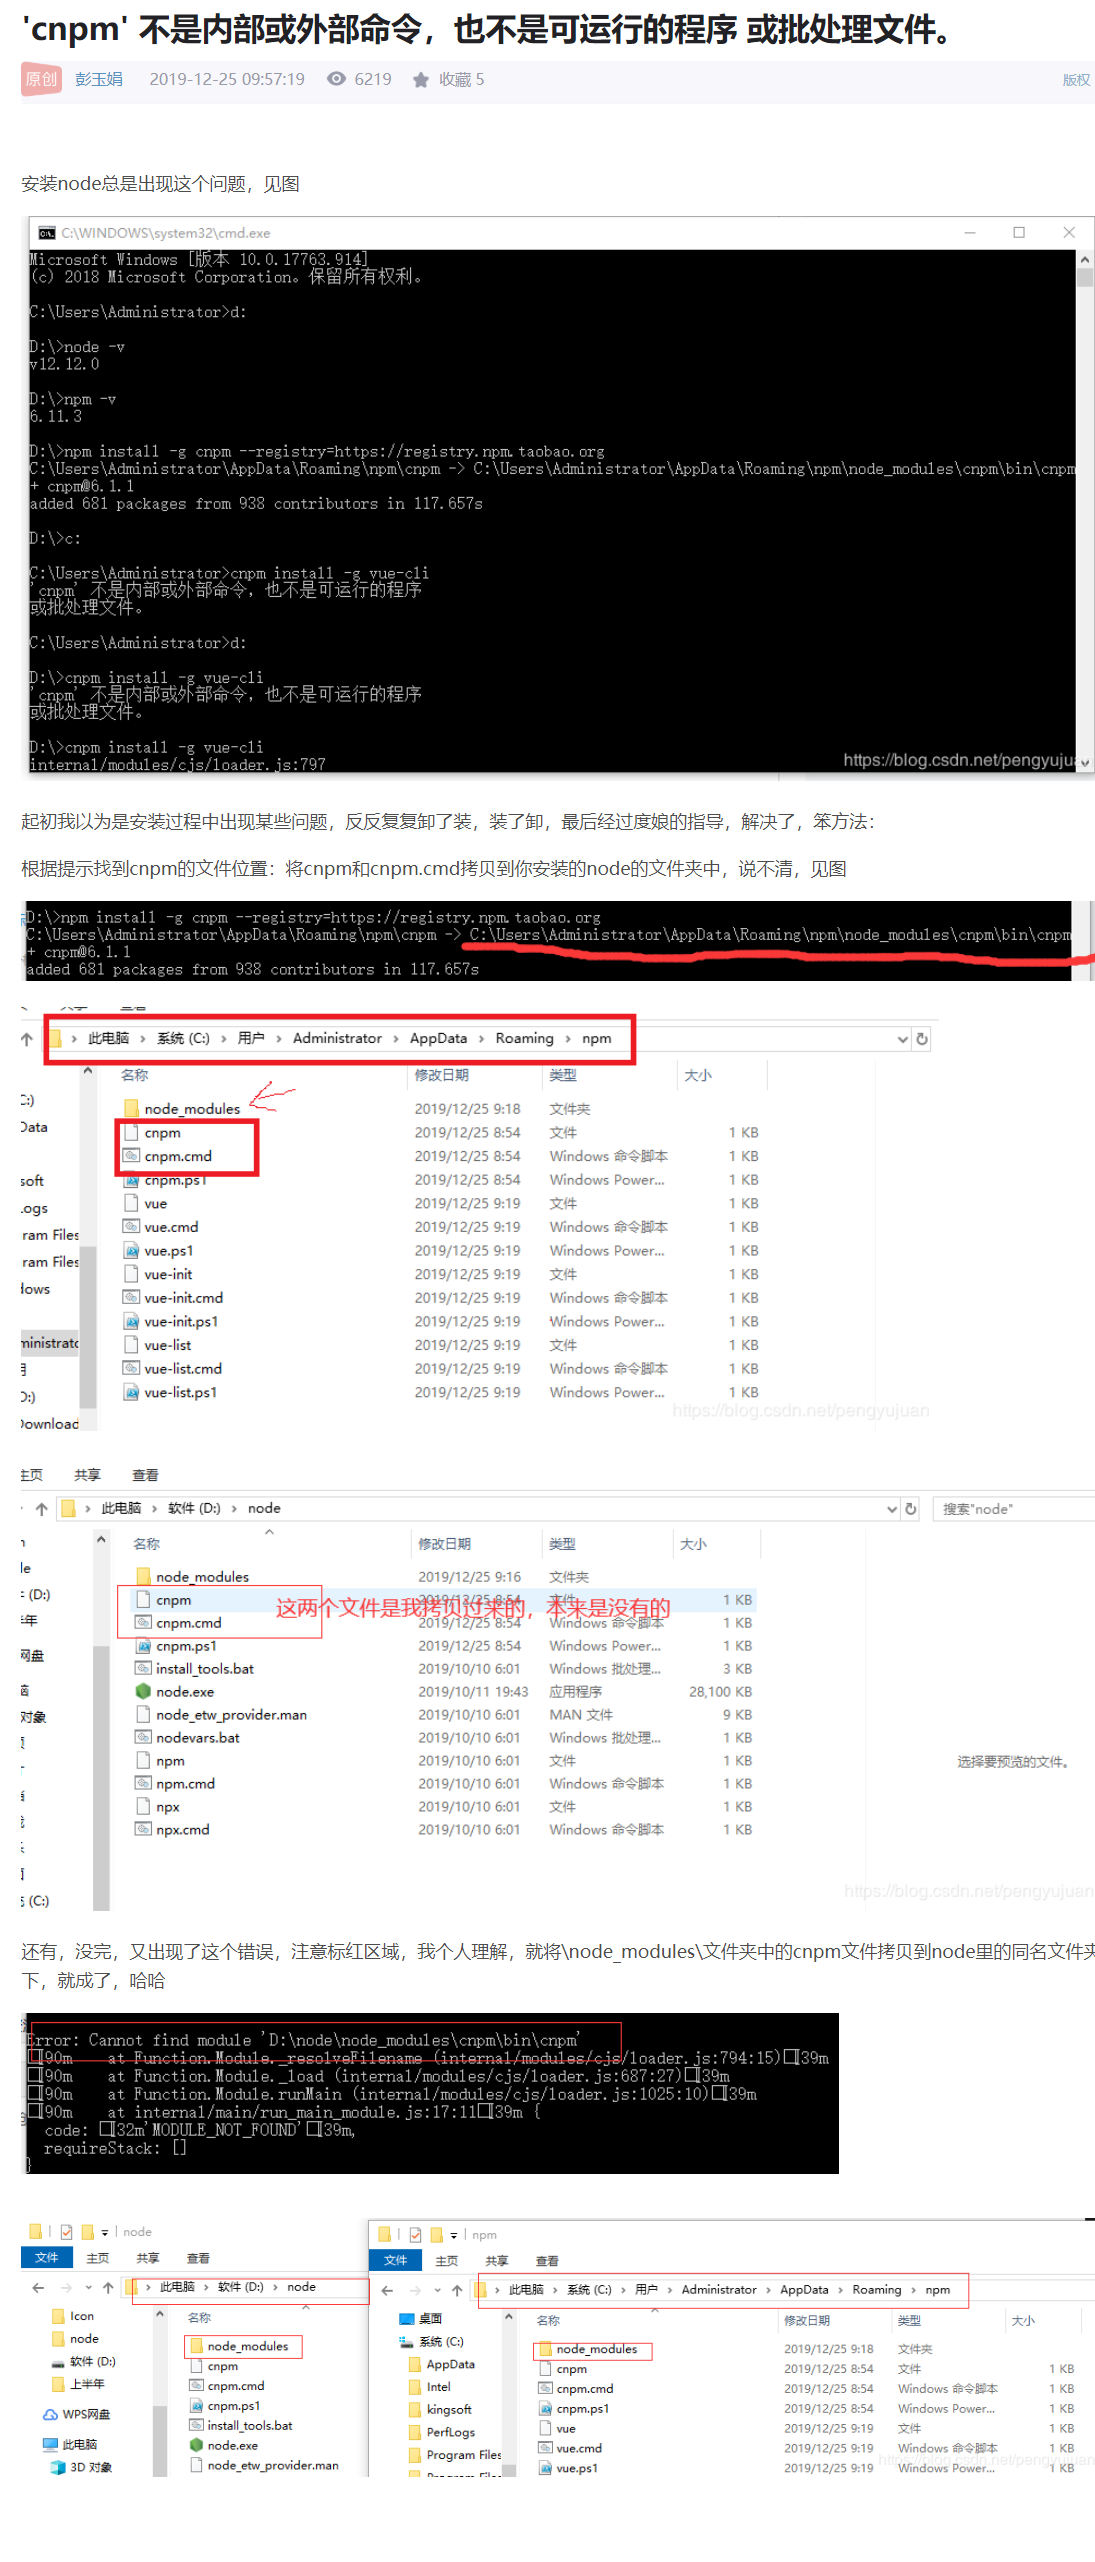 'cnpm' 不是内部或外部命令，也不是可运行的程序 或批处理文件。
原创 彭玉娟 2019-12-25 09:57:19 6219 收藏 5 版权
安装node总是出现这个问题，见图
C:\WINDOWS\system32\cmd.exe
Microsoft Windows [版本 10.0.17763.914]
(c) 2018 Microsoft Corporation。保留所有权利。
C:\Users\Administrator>d:
D:\>node -v
v12.12.0
D:\>npm -v
6.11.3
D:\>npm install -g cnpm --registry=https://registry.npm.taobao.org
C:\Users\Administrator\AppData\Roaming\npm\cnpm -> C:\Users\Administrator\AppData\Roaming\npm\node_modules\cnpm\bin\cnpm
+ cnpm@6.1.1
added 681 packages from 938 contributors in 117.657s
D:\>c:
C:\Users\Administrator>cnpm install -g vue-cli
'cnpm' 不是内部或外部命令，也不是可运行的程序
或批处理文件。
C:\Users\Administrator>d:
D:\>cnpm install -g vue-cli
'cnpm' 不是内部或外部命令，也不是可运行的程序
或批处理文件。
D:\>cnpm install -g vue-cli
internal/modules/cjs/loader.js:797
https://blog.csdn.net/pengyujua
起初我以为是安装过程中出现某些问题，反反复复卸了装，装了卸，最后经过度娘的指导，解决了，笨方法：
根据提示找到cnpm的文件位置：将cnpm和cnpm.cmd拷贝到你安装的node的文件夹中，说不清，见图
D:\>npm install -g cnpm --registry=https://registry.npm.taobao.org
C:\Users\Administrator\AppData\Roaming\npm\cnpm -> C:\Users\Administrator\AppData\Roaming\npm\node_modules\cnpm\bin\cnpm
+ cnpm@6.1.1
added 681 packages from 938 contributors in 117.657s
此电脑 › 系统 (C:) › 用户 › Administrator › AppData › Roaming › npm
名称 修改日期 类型 大小
node_modules 2019/12/25 9:18 文件夹
cnpm 2019/12/25 8:54 文件 1 KB
cnpm.cmd 2019/12/25 8:54 Windows 命令脚本 1 KB
cnpm.ps1 2019/12/25 8:54 Windows Power... 1 KB
vue 2019/12/25 9:19 文件 1 KB
vue.cmd 2019/12/25 9:19 Windows 命令脚本 1 KB
vue.ps1 2019/12/25 9:19 Windows Power... 1 KB
vue-init 2019/12/25 9:19 文件 1 KB
vue-init.cmd 2019/12/25 9:19 Windows 命令脚本 1 KB
vue-init.ps1 2019/12/25 9:19 Windows Power... 1 KB
vue-list 2019/12/25 9:19 文件 1 KB
vue-list.cmd 2019/12/25 9:19 Windows 命令脚本 1 KB
vue-list.ps1 2019/12/25 9:19 Windows Power... 1 KB
C:)
Data
soft
Logs
ram Files
ram Files
dows
ministrato
D:)
Download
https://blog.csdn.net/pengyujuan
主页 共享 查看
此电脑 › 软件 (D:) › node 搜索"node"
名称 修改日期 类型 大小
node_modules 2019/12/25 9:16 文件夹
cnpm 2019/12/25 8:54 文件 1 KB
这两个文件是我拷贝过来的，本来是没有的
cnpm.cmd 2019/12/25 8:54 Windows 命令脚本 1 KB
cnpm.ps1 2019/12/25 8:54 Windows Power... 1 KB
install_tools.bat 2019/10/10 6:01 Windows 批处理... 3 KB
node.exe 2019/10/11 19:43 应用程序 28,100 KB
node_etw_provider.man 2019/10/10 6:01 MAN 文件 9 KB
nodevars.bat 2019/10/10 6:01 Windows 批处理... 1 KB
npm 2019/10/10 6:01 文件 1 KB
npm.cmd 2019/10/10 6:01 Windows 命令脚本 1 KB
npx 2019/10/10 6:01 文件 1 KB
npx.cmd 2019/10/10 6:01 Windows 命令脚本 1 KB
(D:)
半年
网盘
对象
(C:)
选择要预览的文件。
https://blog.csdn.net/pengyujuan
还有，没完，又出现了这个错误，注意标红区域，我个人理解，就将\node_modules\文件夹中的cnpm文件拷贝到node里的同名文件夹
下，就成了，哈哈
Error: Cannot find module 'D:\node\node_modules\cnpm\bin\cnpm'
[90m at Function.Module._resolveFilename (internal/modules/cjs/loader.js:794:15)[39m
[90m at Function.Module._load (internal/modules/cjs/loader.js:687:27)[39m
[90m at Function.Module.runMain (internal/modules/cjs/loader.js:1025:10)[39m
[90m at internal/main/run_main_module.js:17:11[39m {
code: [32m'MODULE_NOT_FOUND'[39m,
requireStack: []
}
node
文件 主页 共享 查看
此电脑 › 软件 (D:) › node
名称
Icon
node
软件 (D:)
上半年
WPS网盘
此电脑
3D 对象
node_modules
cnpm
cnpm.cmd
cnpm.ps1
install_tools.bat
node.exe
node_etw_provider.man
npm
文件 主页 共享 查看
此电脑 › 系统 (C:) › 用户 › Administrator › AppData › Roaming › npm
桌面
系统 (C:)
AppData
Intel
kingsoft
PerfLogs
Program Files
Program Files
名称 修改日期 类型 大小
node_modules 2019/12/25 9:18 文件夹
cnpm 2019/12/25 8:54 文件 1 KB
cnpm.cmd 2019/12/25 8:54 Windows 命令脚本 1 KB
cnpm.ps1 2019/12/25 8:54 Windows Power... 1 KB
vue 2019/12/25 9:19 文件 1 KB
vue.cmd 2019/12/25 9:19 Windows 命令脚本 1 KB
vue.ps1 2019/12/25 9:19 Windows Power... 1 KB
https://blog.csdn.net/pengyujuan